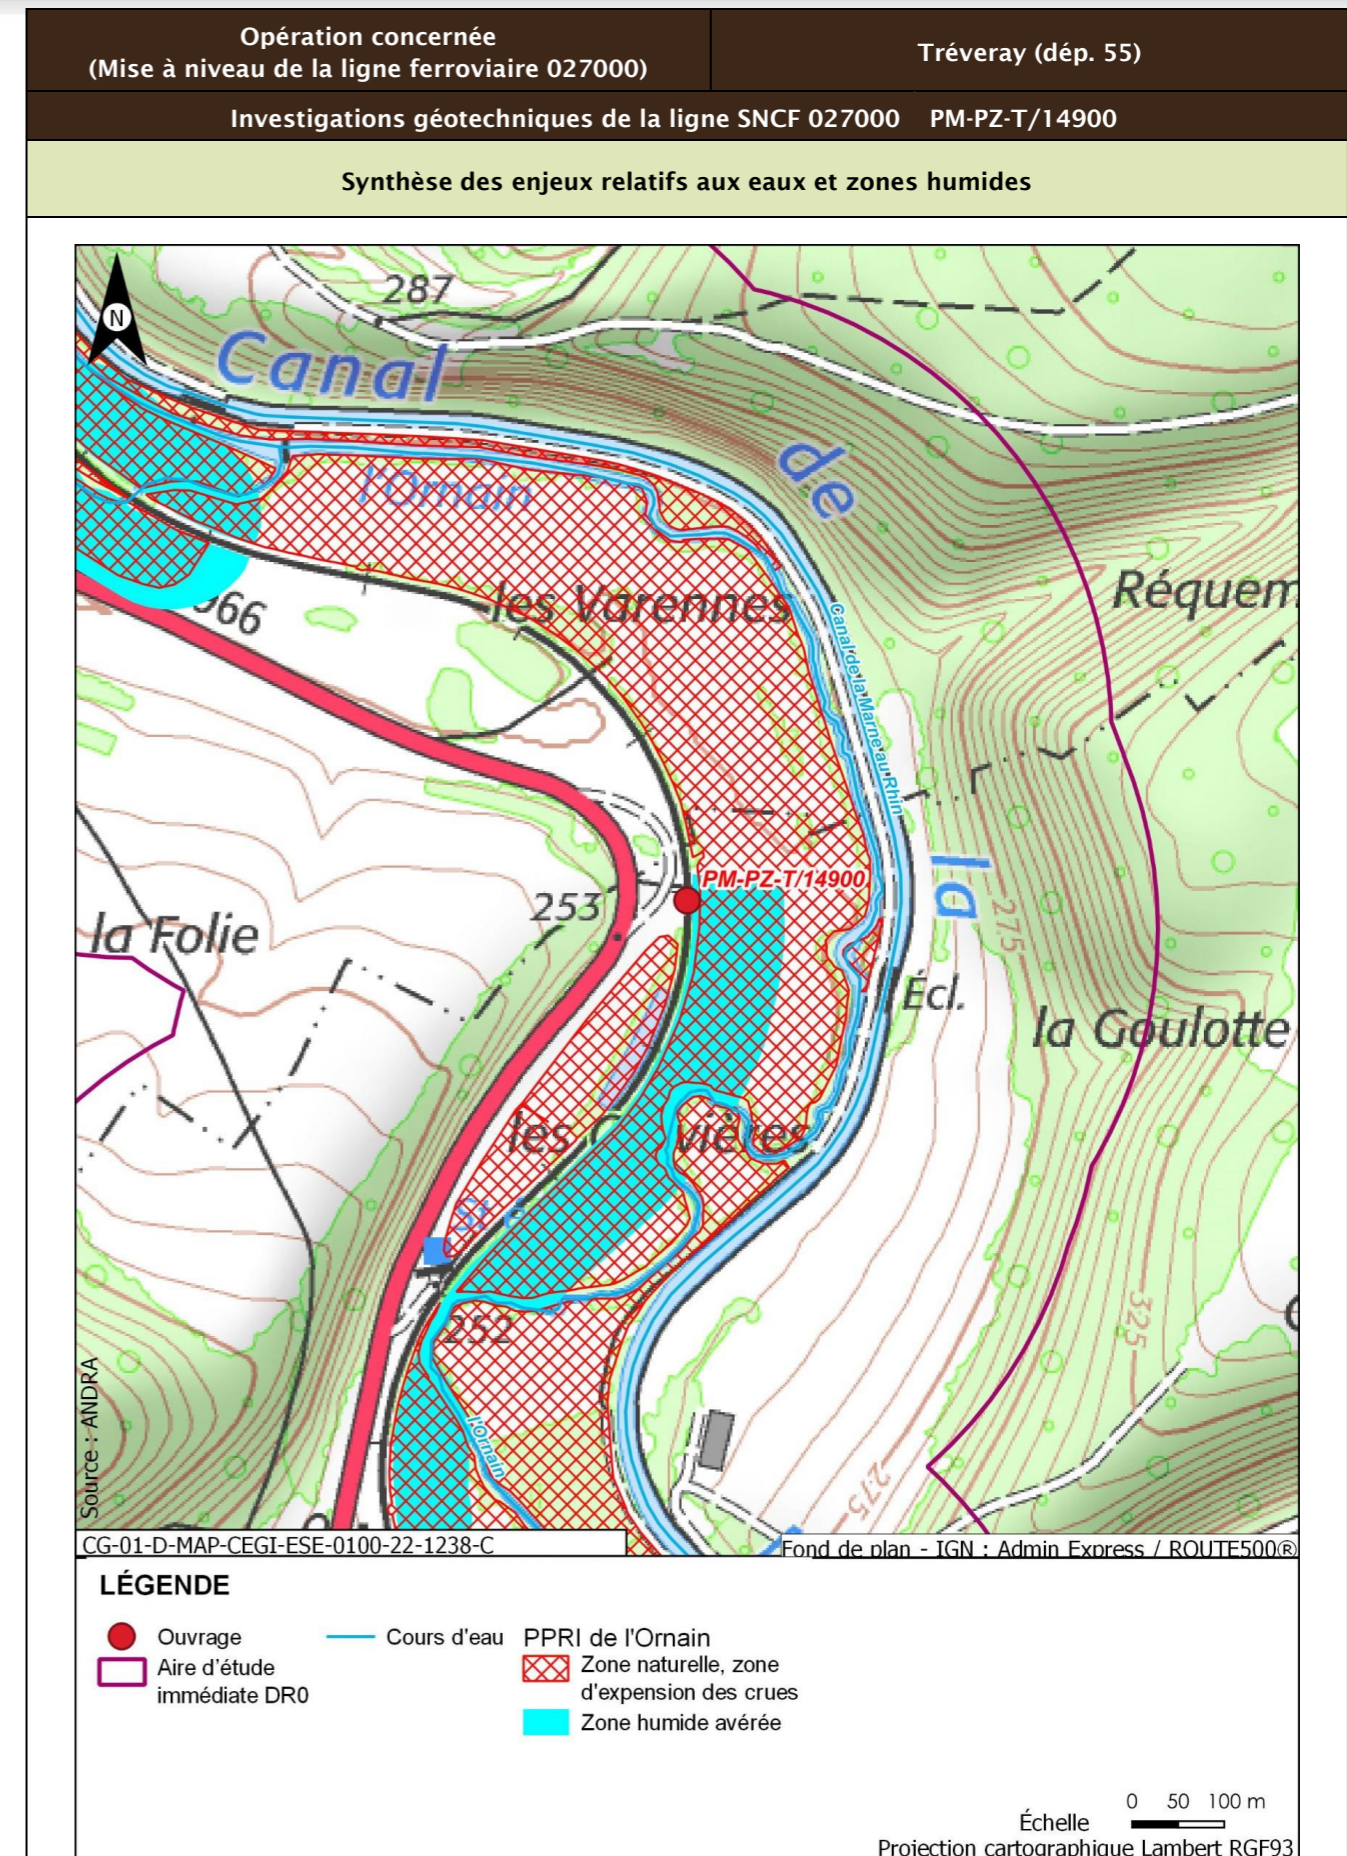 Opération concernée
(Mise à niveau de la ligne ferroviaire 027000)
Tréveray (dép. 55)
Investigations géotechniques de la ligne SNCF 027000 PM-PZ-T/14900
Synthèse des enjeux relatifs aux eaux et zones humides
N
287
Canal
de
l'Ornain
les Varennes
Réquem
966
Canal de la Marne au Rhin
PM-PZ-T/14900
la
253
275
la Folie
Écl.
la Goulotte
les
vières
252
325
l'Ornain
275
Source : ANDRA
CG-01-D-MAP-CEGI-ESE-0100-22-1238-C
Fond de plan - IGN : Admin Express / ROUTE500®
LÉGENDE
Ouvrage
Aire d'étude
immédiate DR0
Cours d'eau
PPRI de l'Ornain
Zone naturelle, zone
d'expension des crues
Zone humide avérée
0 50 100 m
Échelle
Projection cartographique Lambert RGF93